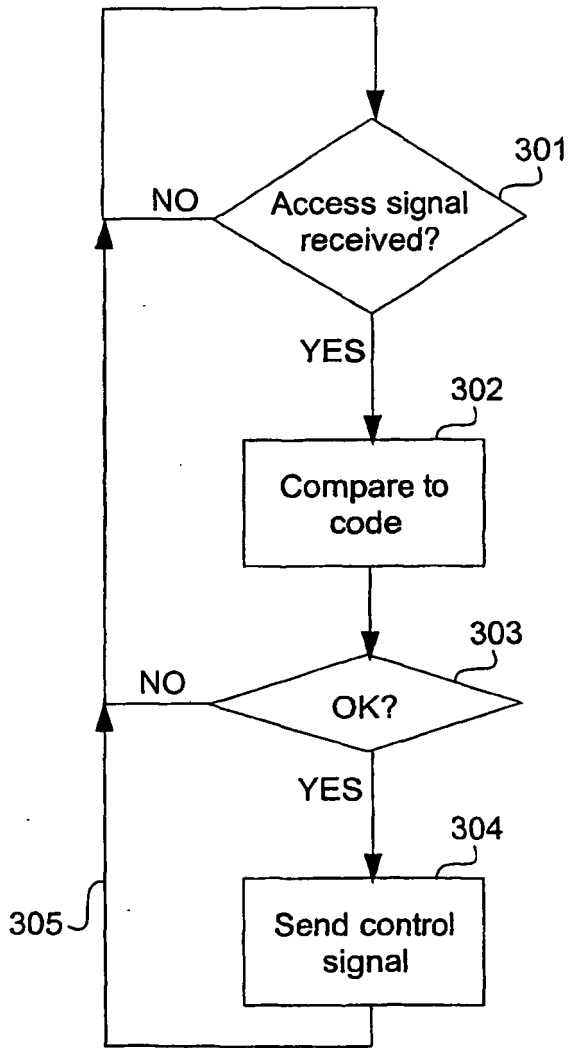 301
Access signal
received?
NO
YES
302
Compare to
code
303
NO
OK?
YES
304
Send control
signal
305